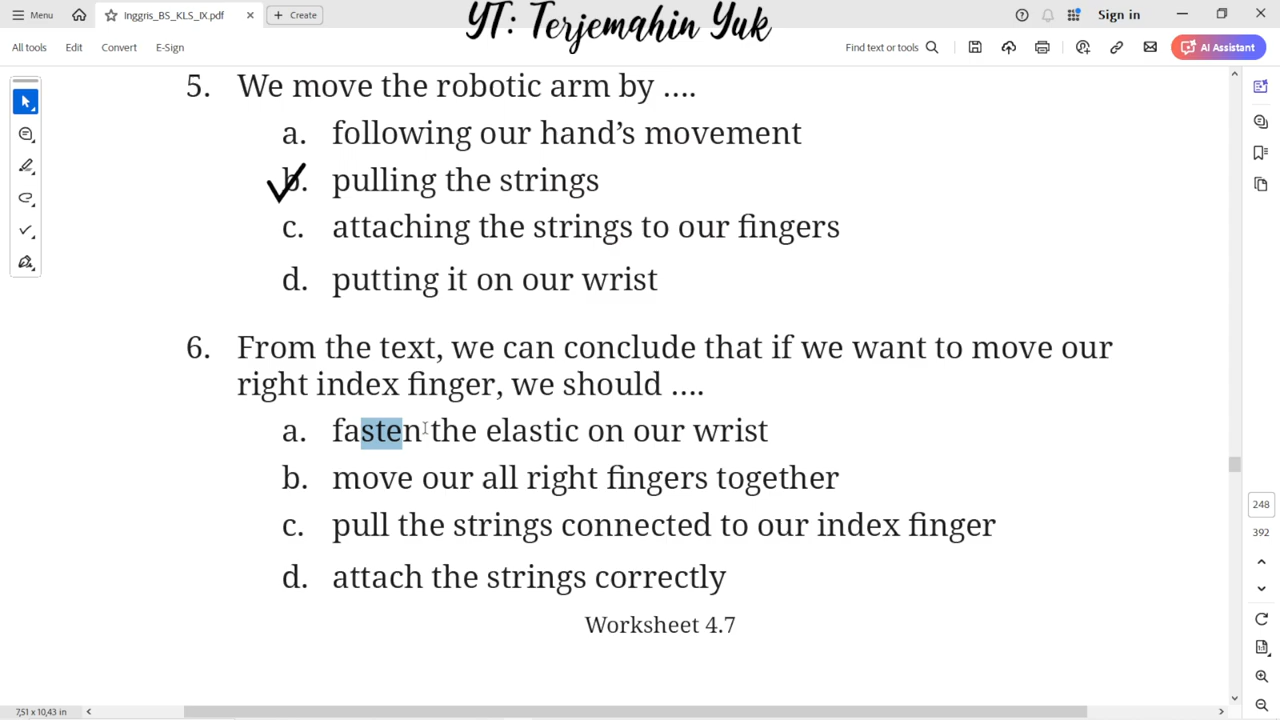 Menu
Inggris_BS_KLS_IX.pdf
Create
YT: Terjemahin Yuk
Sign in
All tools
Edit
Convert
E-Sign
Find text or tools
AI Assistant
5. We move the robotic arm by ....
a. following our hand’s movement
b. pulling the strings
c. attaching the strings to our fingers
d. putting it on our wrist
6. From the text, we can conclude that if we want to move our
right index finger, we should ....
a. fasten the elastic on our wrist
b. move our all right fingers together
c. pull the strings connected to our index finger
d. attach the strings correctly
Worksheet 4.7
248
392
7,51 x 10,43 in